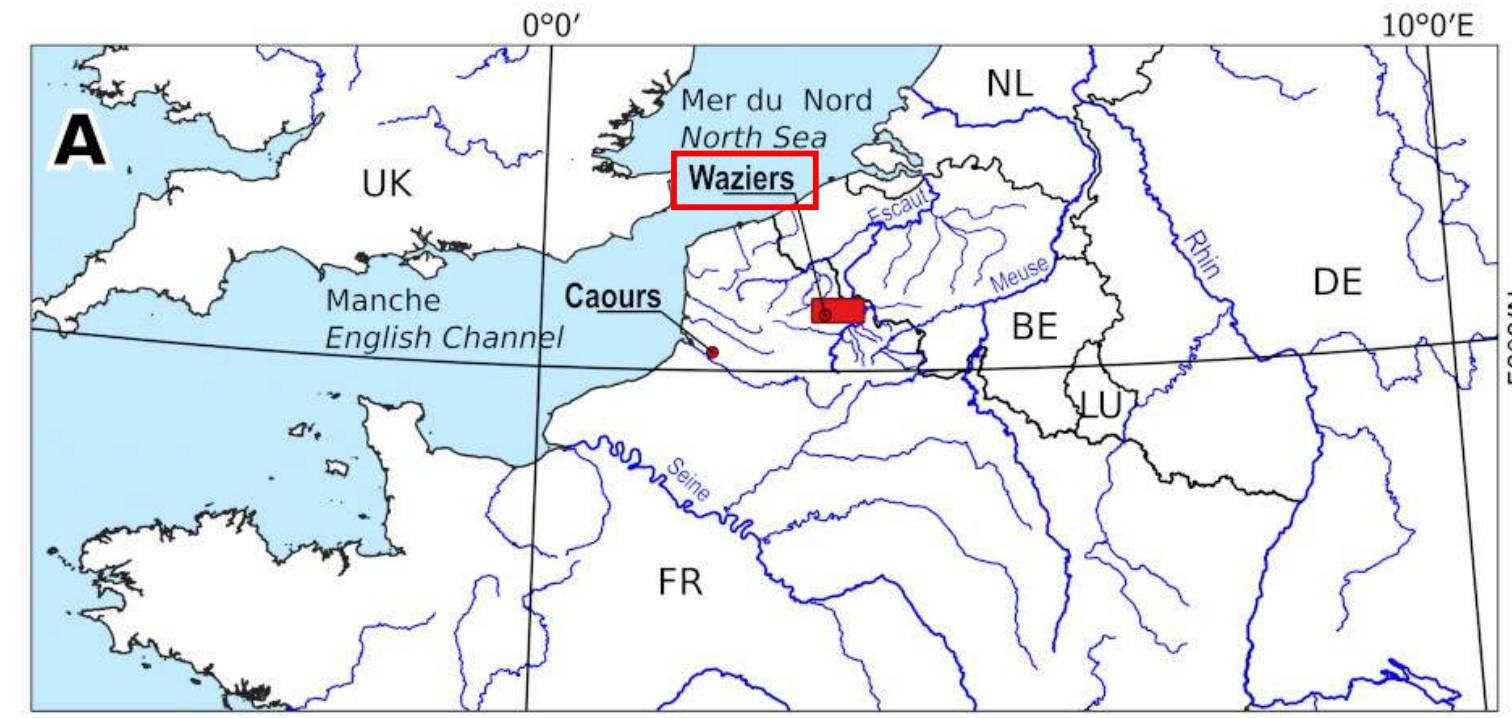 0°0′
10°0′E
A
NL
Mer du Nord
North Sea
UK
Waziers
Escaut
Rhin
Meuse
DE
Manche
English Channel
Caours
BE
LU
Seine
FR